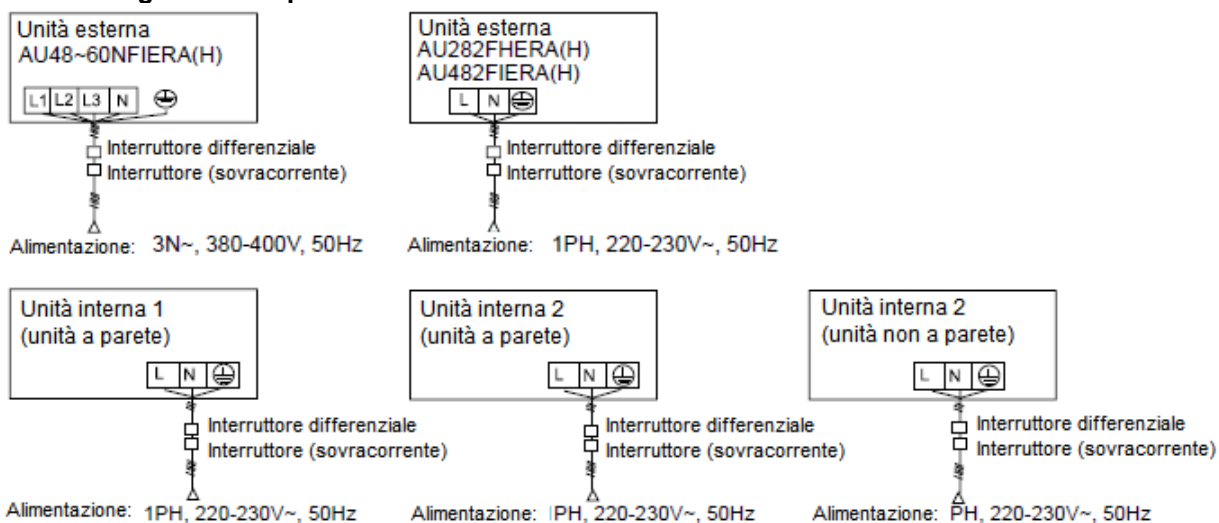 Unità esterna
AU48~60NFIERA(H)
L1 L2 L3 N
Interruttore differenziale
Interruttore (sovracorrente)
Alimentazione: 3N~, 380-400V, 50Hz
Unità esterna
AU282FHERA(H)
AU482FIERA(H)
L N
Interruttore differenziale
Interruttore (sovracorrente)
Alimentazione: 1PH, 220-230V~, 50Hz
Unità interna 1
(unità a parete)
L N
Interruttore differenziale
Interruttore (sovracorrente)
Alimentazione: 1PH, 220-230V~, 50Hz
Unità interna 2
(unità a parete)
L N
Interruttore differenziale
Interruttore (sovracorrente)
Alimentazione: PH, 220-230V~, 50Hz
Unità interna 2
(unità non a parete)
L N
Interruttore differenziale
Interruttore (sovracorrente)
Alimentazione: PH, 220-230V~, 50Hz